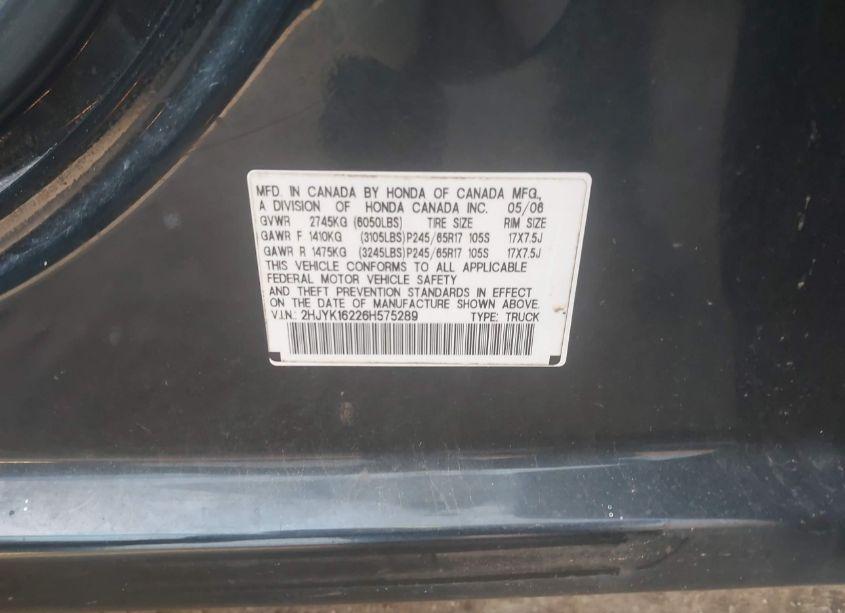 MFD. IN CANADA BY HONDA OF CANADA MFG.,
A DIVISION OF HONDA CANADA INC. 05/06
GVWR 2745KG (6050LBS) TIRE SIZE RIM SIZE
GAWR F 1410KG (3105LBS) P245/65R17 105S 17X7.5J
GAWR R 1475KG (3245LBS) P245/65R17 105S 17X7.5J
THIS VEHICLE CONFORMS TO ALL APPLICABLE
FEDERAL MOTOR VEHICLE SAFETY
AND THEFT PREVENTION STANDARDS IN EFFECT
ON THE DATE OF MANUFACTURE SHOWN ABOVE.
V.I.N.: 2HJYK16226H575289 TYPE: TRUCK